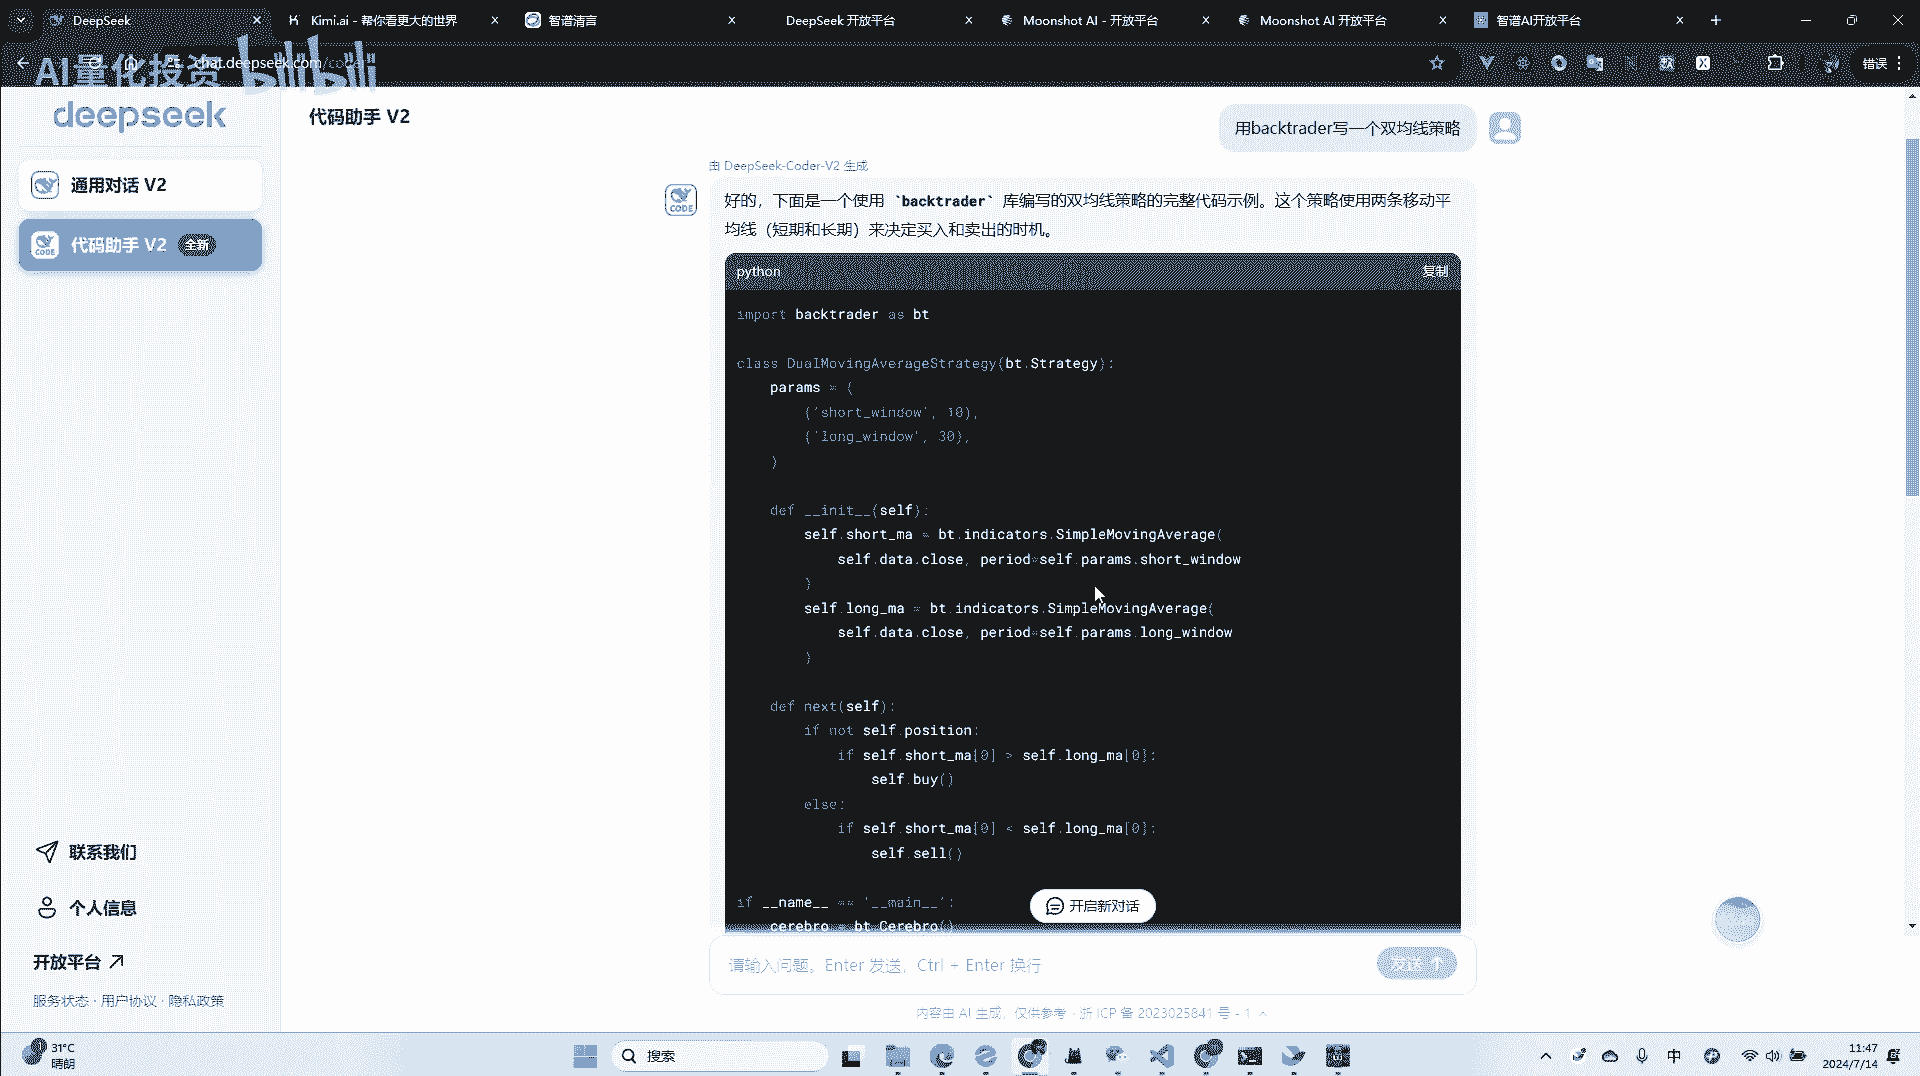 DeepSeek
Kimi.ai - 帮你看更大的世界
智谱清言
DeepSeek 开放平台
Moonshot AI - 开放平台
Moonshot AI 开放平台
智谱AI开放平台
AI量化投资 bilibili
chat.deepseek.com/coder
错误
deepseek
代码助手 V2
用backtrader写一个双均线策略
通用对话 V2
代码助手 V2 全新
由 DeepSeek-Coder-V2 生成
CODE
好的，下面是一个使用 `backtrader` 库编写的双均线策略的完整代码示例。这个策略使用两条移动平
均线（短期和长期）来决定买入和卖出的时机。
python
复制
import backtrader as bt
class DualMovingAverageStrategy(bt.Strategy):
params = (
('short_window', 10),
('long_window', 30),
)
def __init__(self):
self.short_ma = bt.indicators.SimpleMovingAverage(
self.data.close, period=self.params.short_window
)
self.long_ma = bt.indicators.SimpleMovingAverage(
self.data.close, period=self.params.long_window
)
def next(self):
if not self.position:
if self.short_ma[0] > self.long_ma[0]:
self.buy()
else:
if self.short_ma[0] < self.long_ma[0]:
self.sell()
if __name__ == '__main__':
cerebro = bt.Cerebro()
开启新对话
联系我们
个人信息
开放平台
服务状态 · 用户协议 · 隐私政策
请输入问题，Enter 发送，Ctrl + Enter 换行
发送
内容由 AI 生成，仅供参考 · 浙 ICP 备 2023025841 号 - 1
31°C
晴朗
搜索
中
11:47
2024/7/14